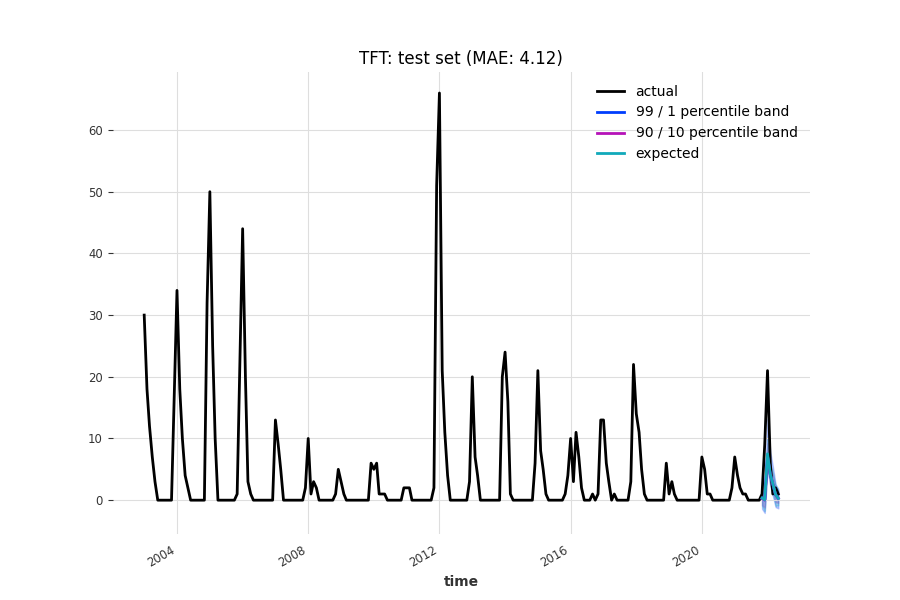 TFT: test set (MAE: 4.12)
actual
99 / 1 percentile band
90 / 10 percentile band
expected
60
50
40
30
20
10
0
2004
2008
2012
2016
2020
time